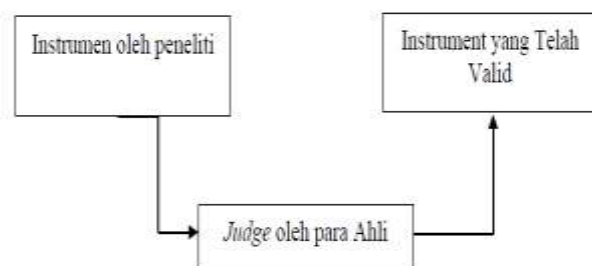 Instrumen oleh peneliti
Instrument yang Telah
Valid
Judge oleh para Ahli